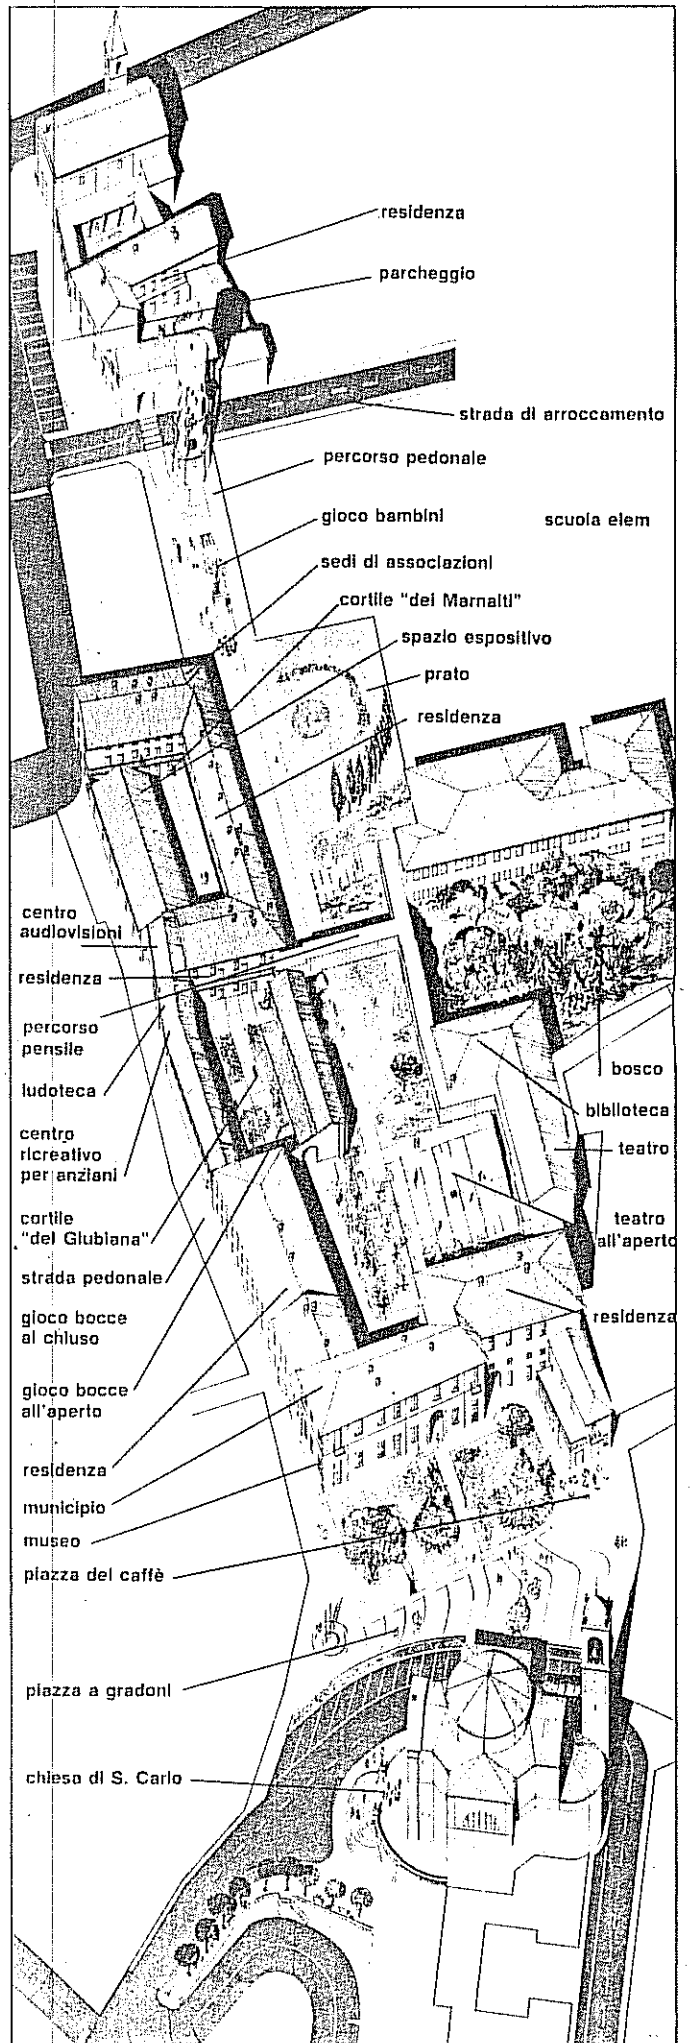 residenza
parcheggio
strada di arroccamento
percorso pedonale
gioco bambini
scuola elem
sedi di associazioni
cortile "dei Marnaiti"
spazio espositivo
prato
residenza
centro
audiovisioni
residenza
percorso
pensile
ludoteca
centro
ricreativo
per anziani
cortile
"del Giubiana"
strada pedonale
gioco bocce
al chiuso
gioco bocce
all'aperto
residenza
municipio
museo
piazza del caffè
piazza a gradoni
chiesa di S. Carlo
bosco
biblioteca
teatro
teatro
all'aperto
residenza